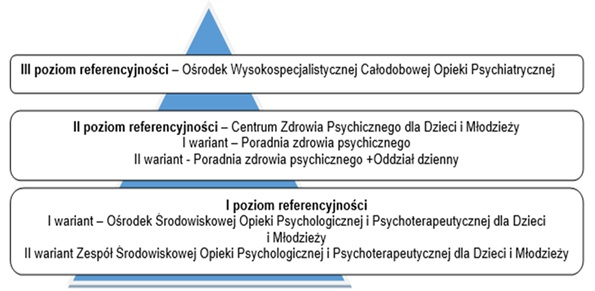 III poziom referencyjności – Ośrodek Wysokospecjalistycznej Całodobowej Opieki Psychiatrycznej
II poziom referencyjności – Centrum Zdrowia Psychicznego dla Dzieci i Młodzieży
I wariant – Poradnia zdrowia psychicznego
II wariant - Poradnia zdrowia psychicznego +Oddział dzienny
I poziom referencyjności
I wariant – Ośrodek Środowiskowej Opieki Psychologicznej i Psychoterapeutycznej dla Dzieci
i Młodzieży
II wariant Zespół Środowiskowej Opieki Psychologicznej i Psychoterapeutycznej dla Dzieci i Młodzieży